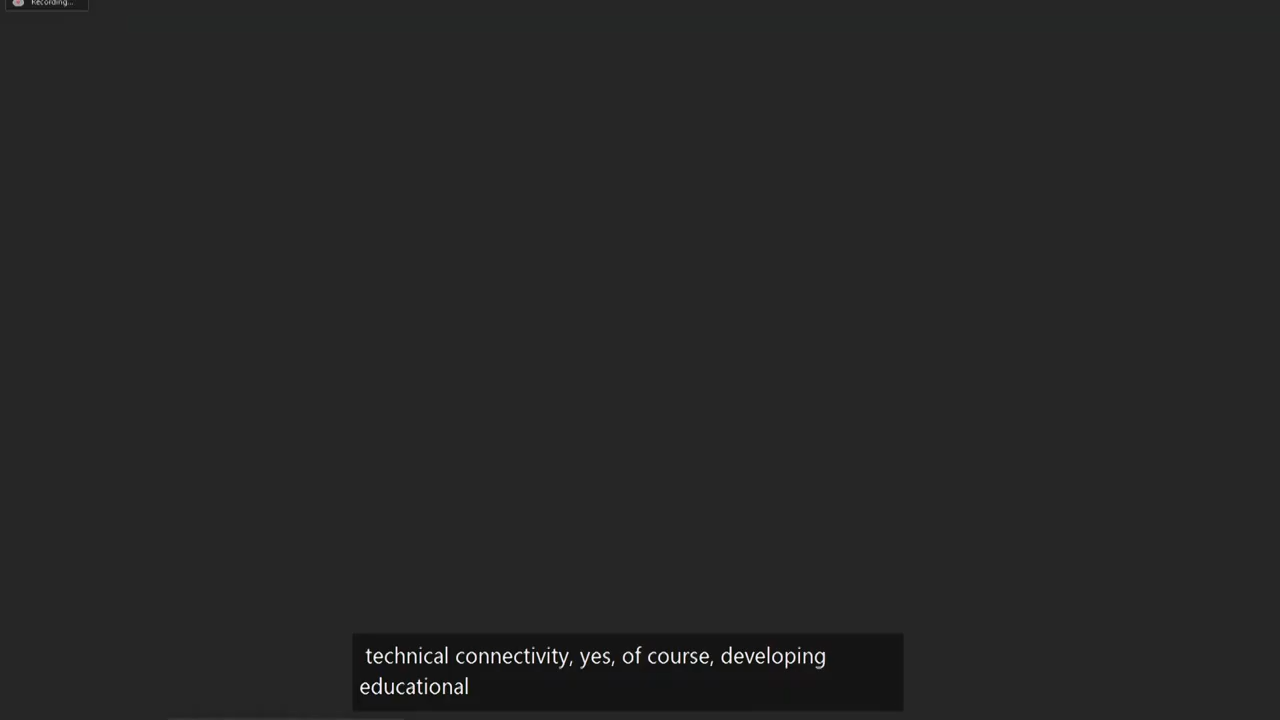 Recording...
technical connectivity, yes, of course, developing
educational